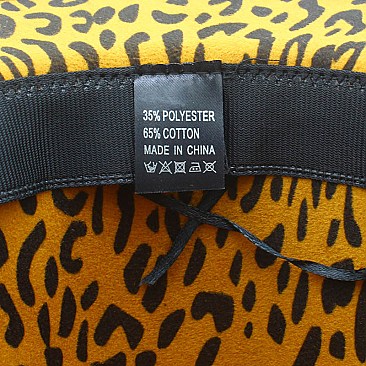 35% POLYESTER
65% COTTON
MADE IN CHINA